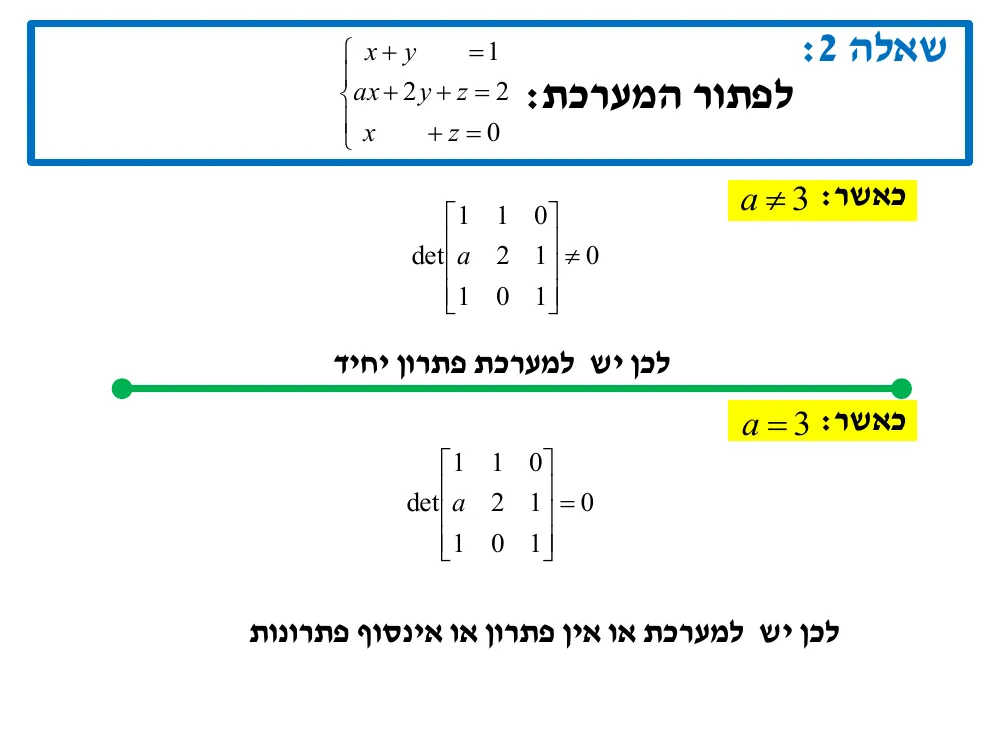 שאלה 2:
לפתור המערכת:
x + y = 1
ax + 2y + z = 2
x + z = 0
כאשר: a ≠ 3
det [1 1 0
a 2 1
1 0 1] ≠ 0
לכן יש למערכת פתרון יחיד
כאשר: a = 3
det [1 1 0
a 2 1
1 0 1] = 0
לכן יש למערכת או אין פתרון או אינסוף פתרונות